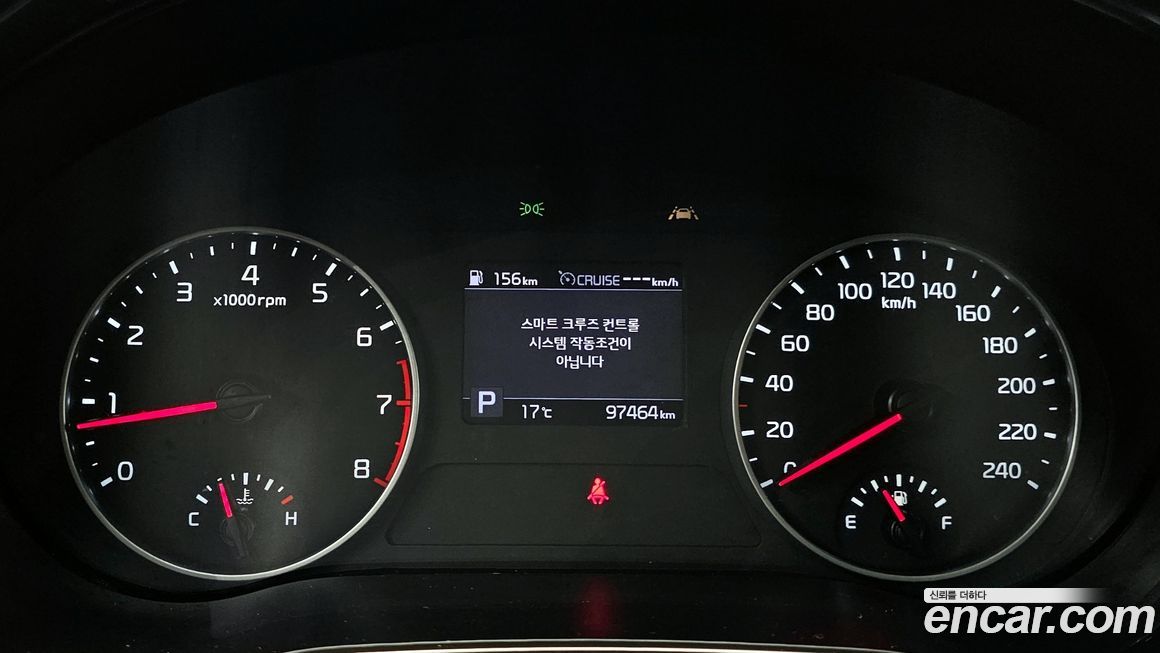 156km CRUISE ---km/h
스마트 크루즈 컨트롤
시스템 작동조건이
아닙니다
P 17℃ 97464km
0
1
2
3
4
5
6
7
8
x1000rpm
C H
0
20
40
60
80
100
120
140
160
180
200
220
240
km/h
E F
신뢰를 더하다
encar.com